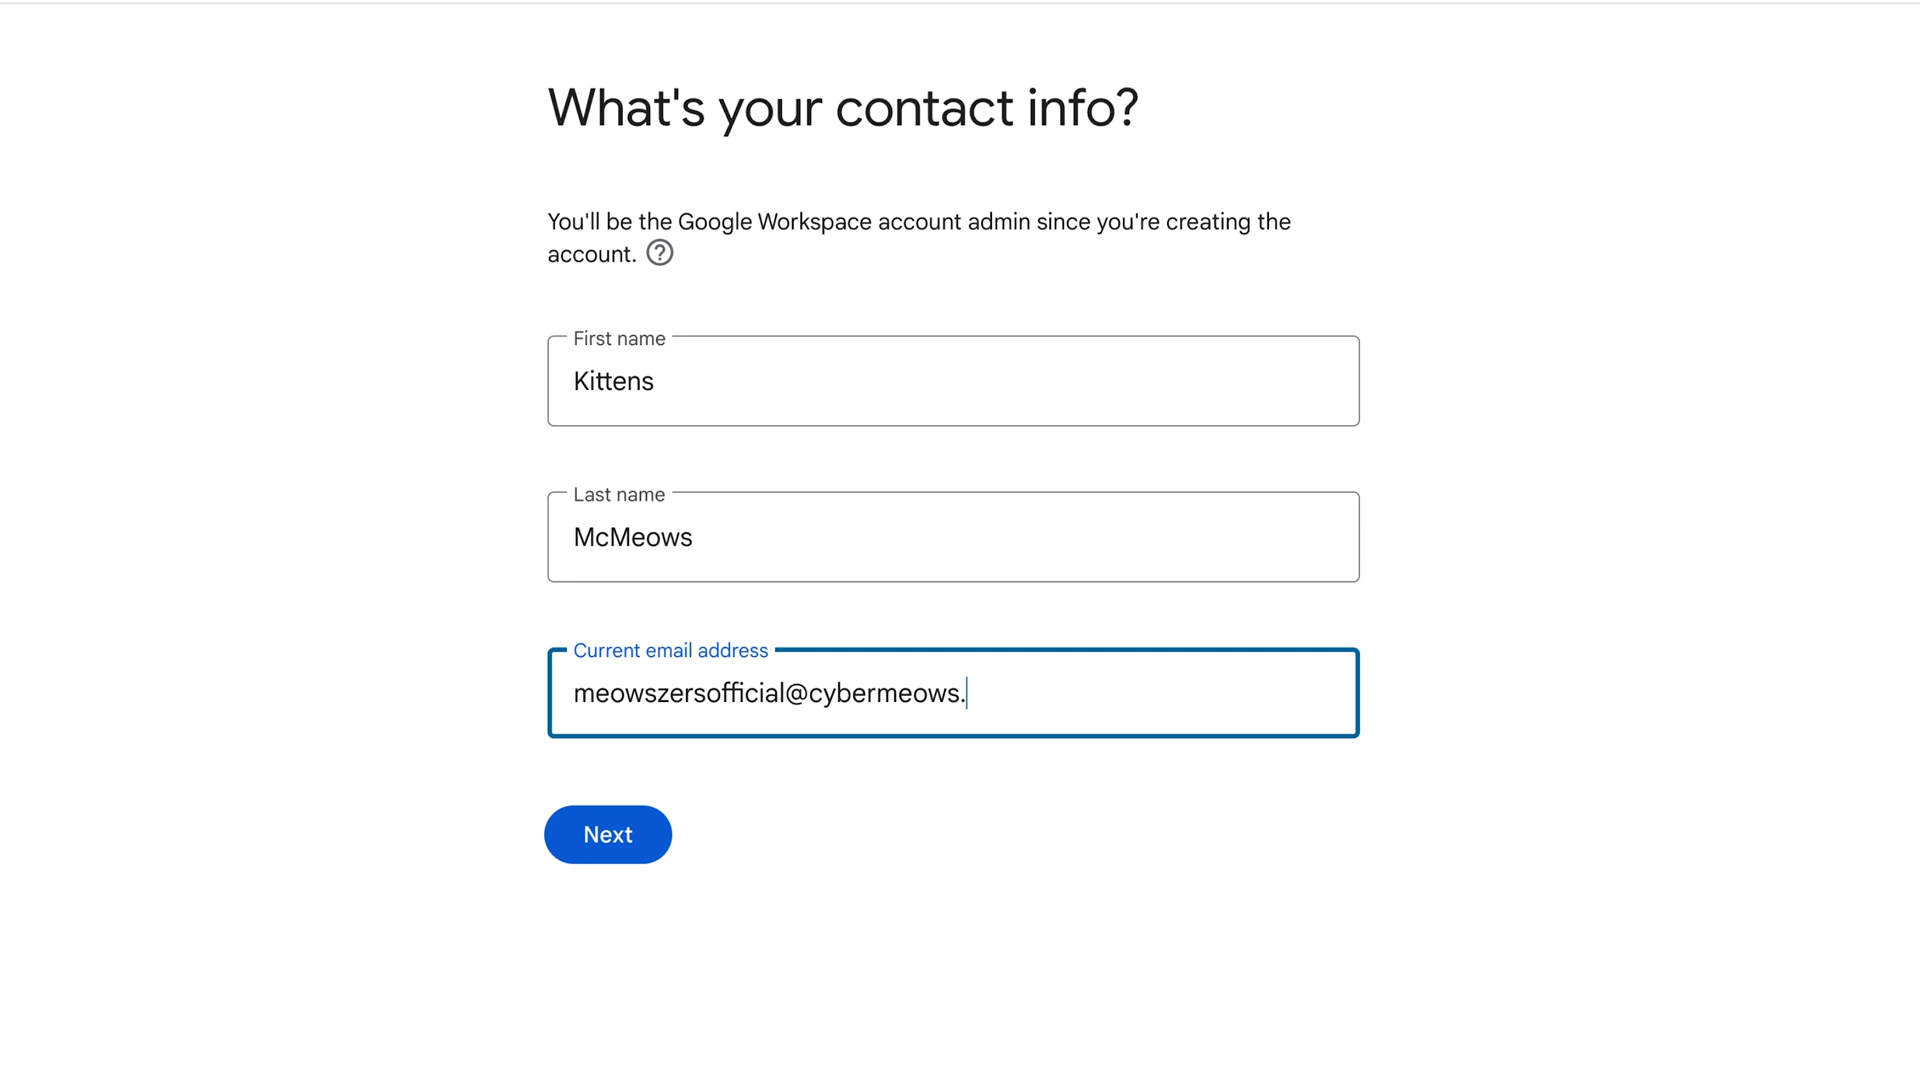 What's your contact info?
You'll be the Google Workspace account admin since you're creating the
account.
First name
Kittens
Last name
McMeows
Current email address
meowszersofficial@cybermeows.
Next